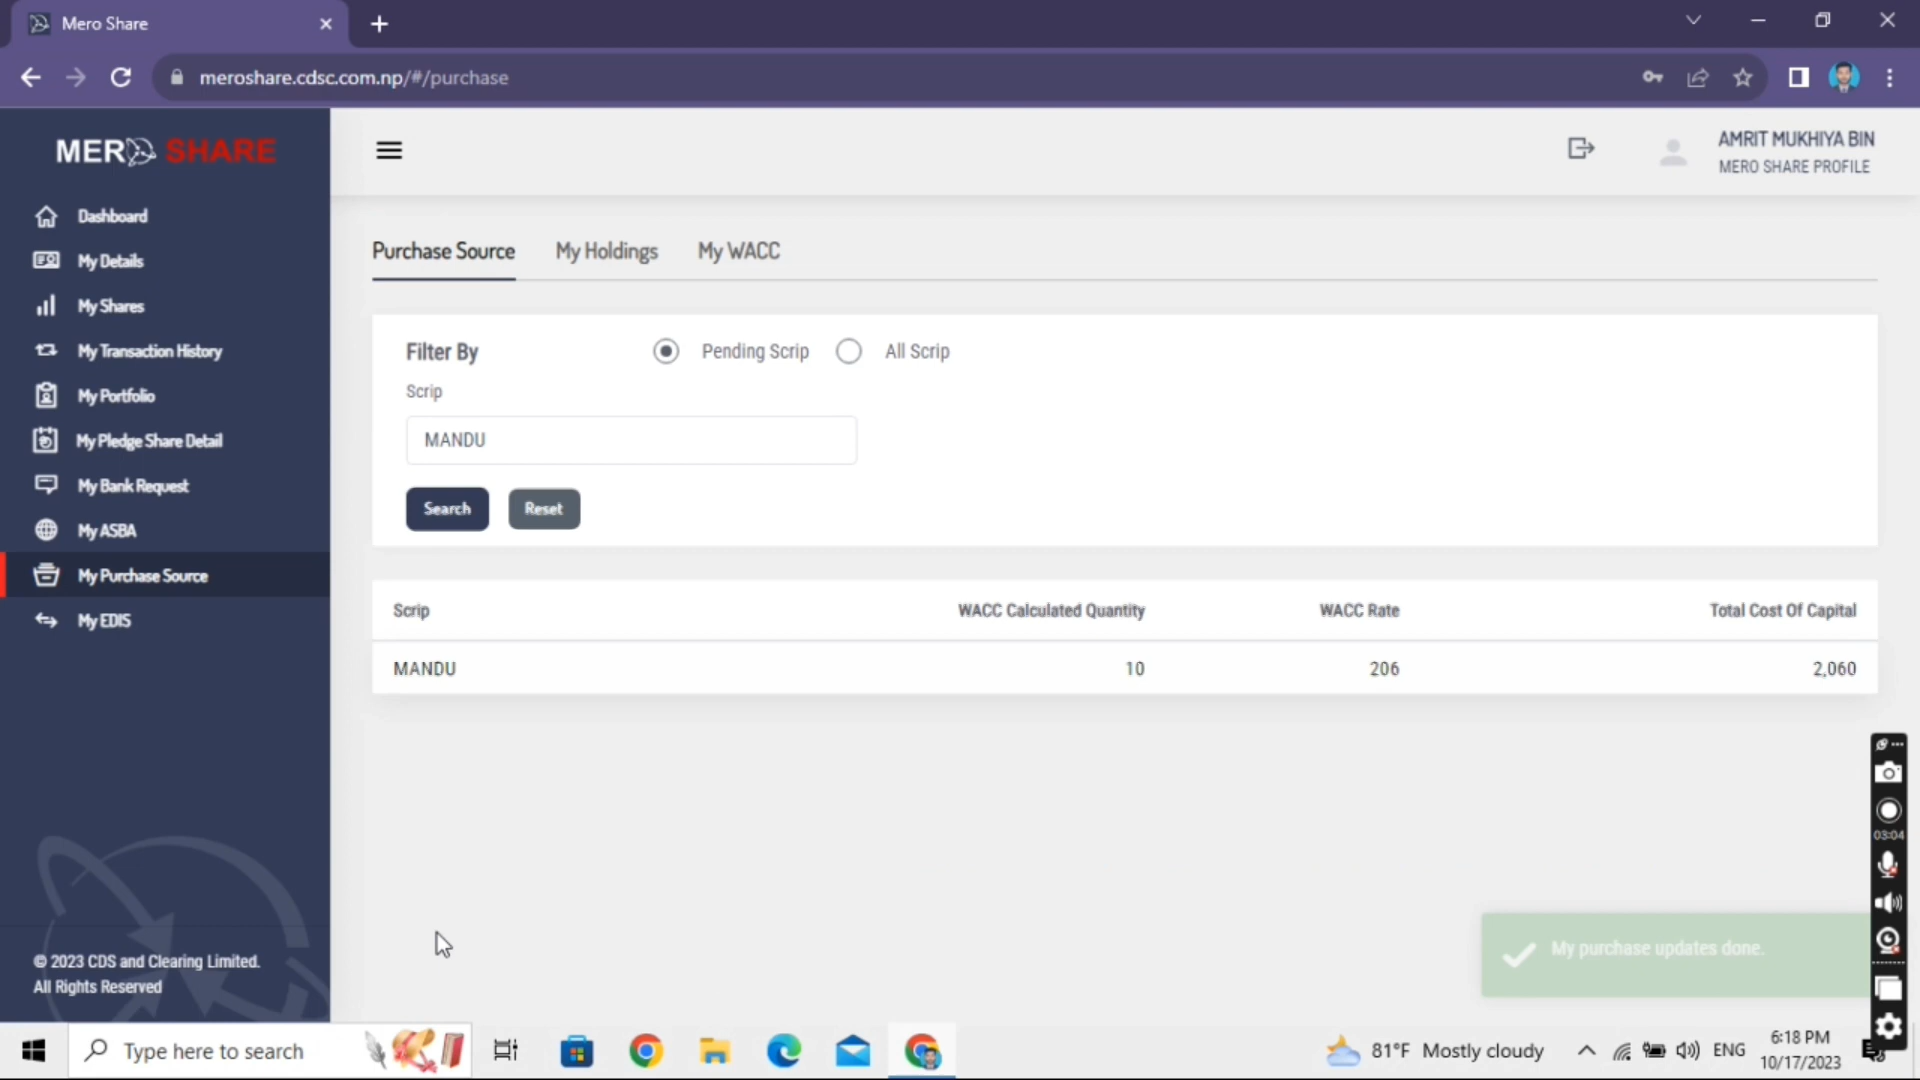 Mero Share
meroshare.cdsc.com.np/#/purchase
MERO SHARE
AMRIT MUKHIYA BIN
MERO SHARE PROFILE
Dashboard
My Details
My Shares
My Transaction History
My Portfolio
My Pledge Share Detail
My Bank Request
My ASBA
My Purchase Source
My EDIS
Purchase Source My Holdings My WACC
Filter By Pending Scrip All Scrip
Scrip
MANDU
Search Reset
Scrip WACC Calculated Quantity WACC Rate Total Cost Of Capital
MANDU 10 206 2,060
My purchase updates done.
03:04
© 2023 CDS and Clearing Limited.
All Rights Reserved
Type here to search
81°F Mostly cloudy
ENG
6:18 PM
10/17/2023